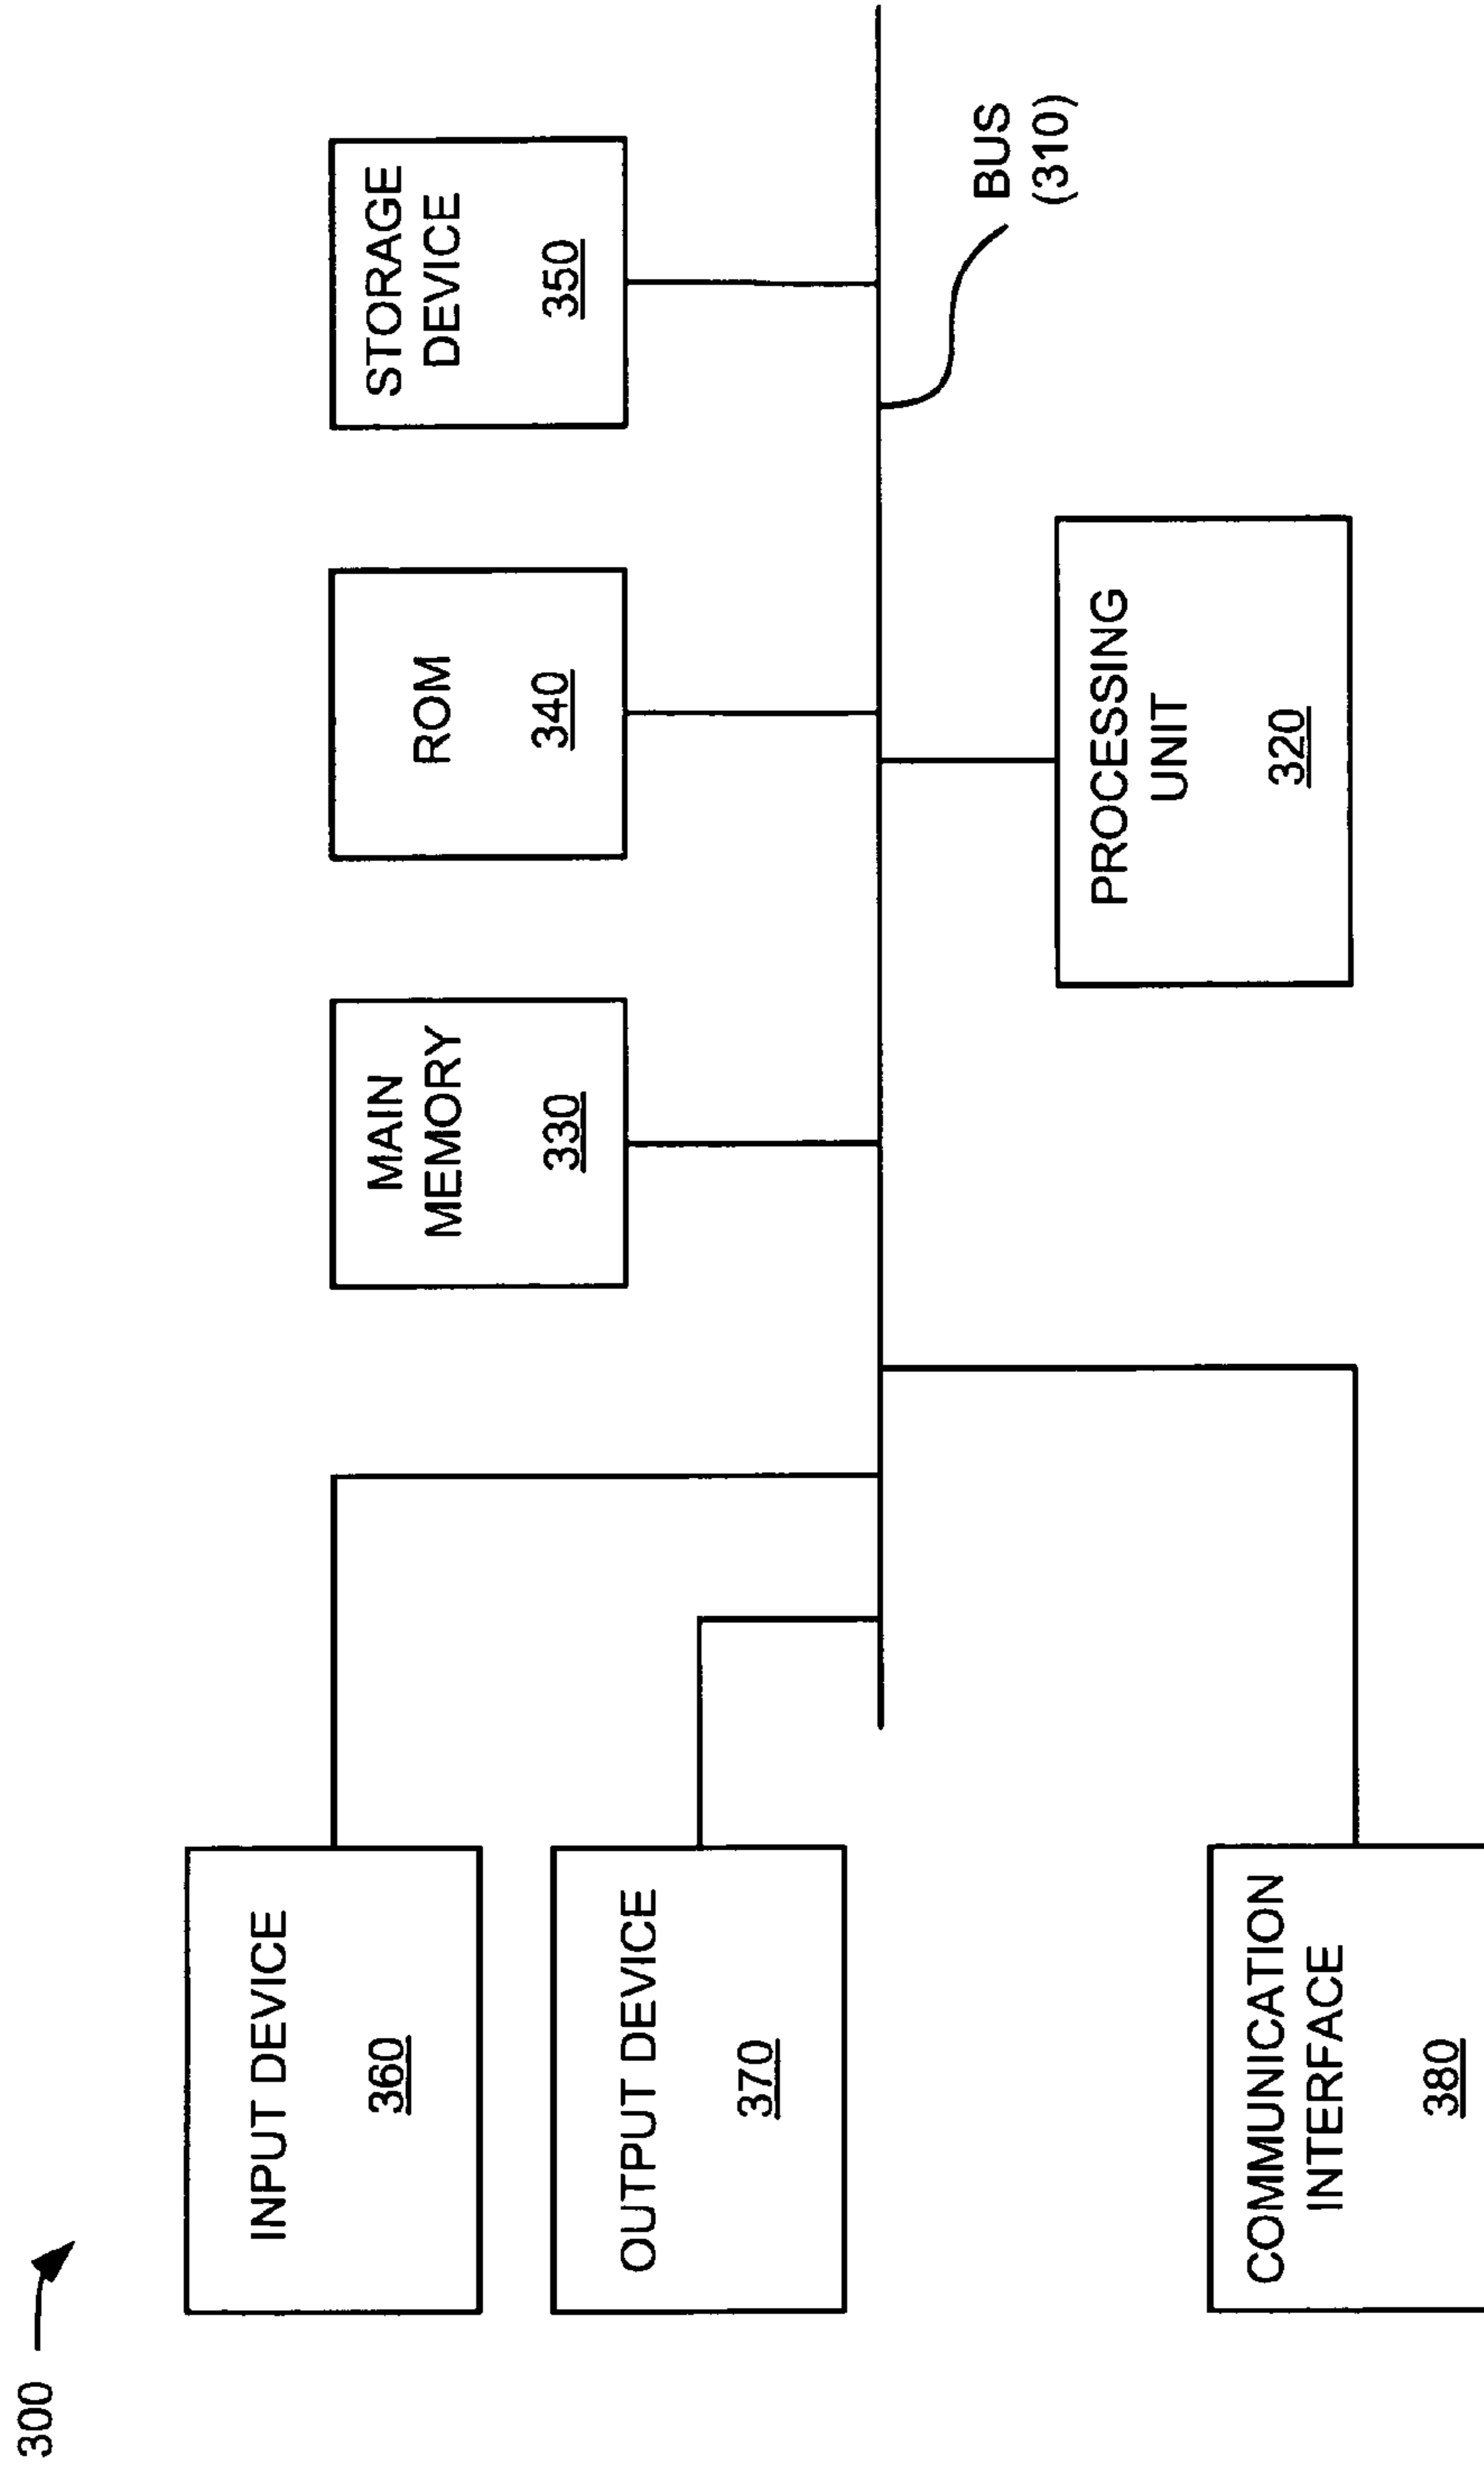 300
INPUT DEVICE
360
OUTPUT DEVICE
370
COMMUNICATION
INTERFACE
380
MAIN
MEMORY
330
ROM
340
STORAGE
DEVICE
350
PROCESSING
UNIT
320
BUS
(310)